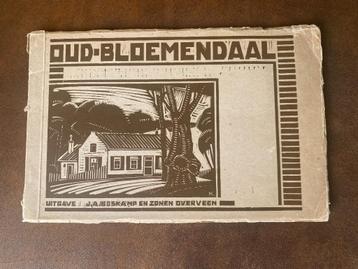 OUD-BLOEMENDAAL
UITGAVE J.A. BOSKAMP EN ZONEN OVERVEEN